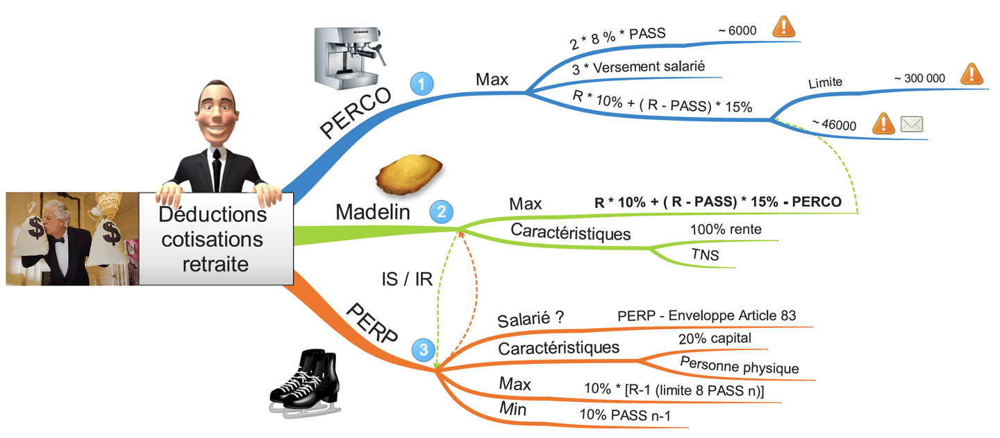 Déductions
cotisations
retraite
$ $
PERCO
1
Max
2 * 8 % * PASS
~ 6000
3 * Versement salarié
R * 10% + ( R - PASS) * 15%
Limite
~ 300 000
~ 46000
Madelin
2
Max
R * 10% + ( R - PASS) * 15% - PERCO
Caractéristiques
100% rente
TNS
IS / IR
PERP
3
Salarié ?
PERP - Enveloppe Article 83
Caractéristiques
20% capital
Personne physique
Max
10% * [R-1 (limite 8 PASS n)]
Min
10% PASS n-1